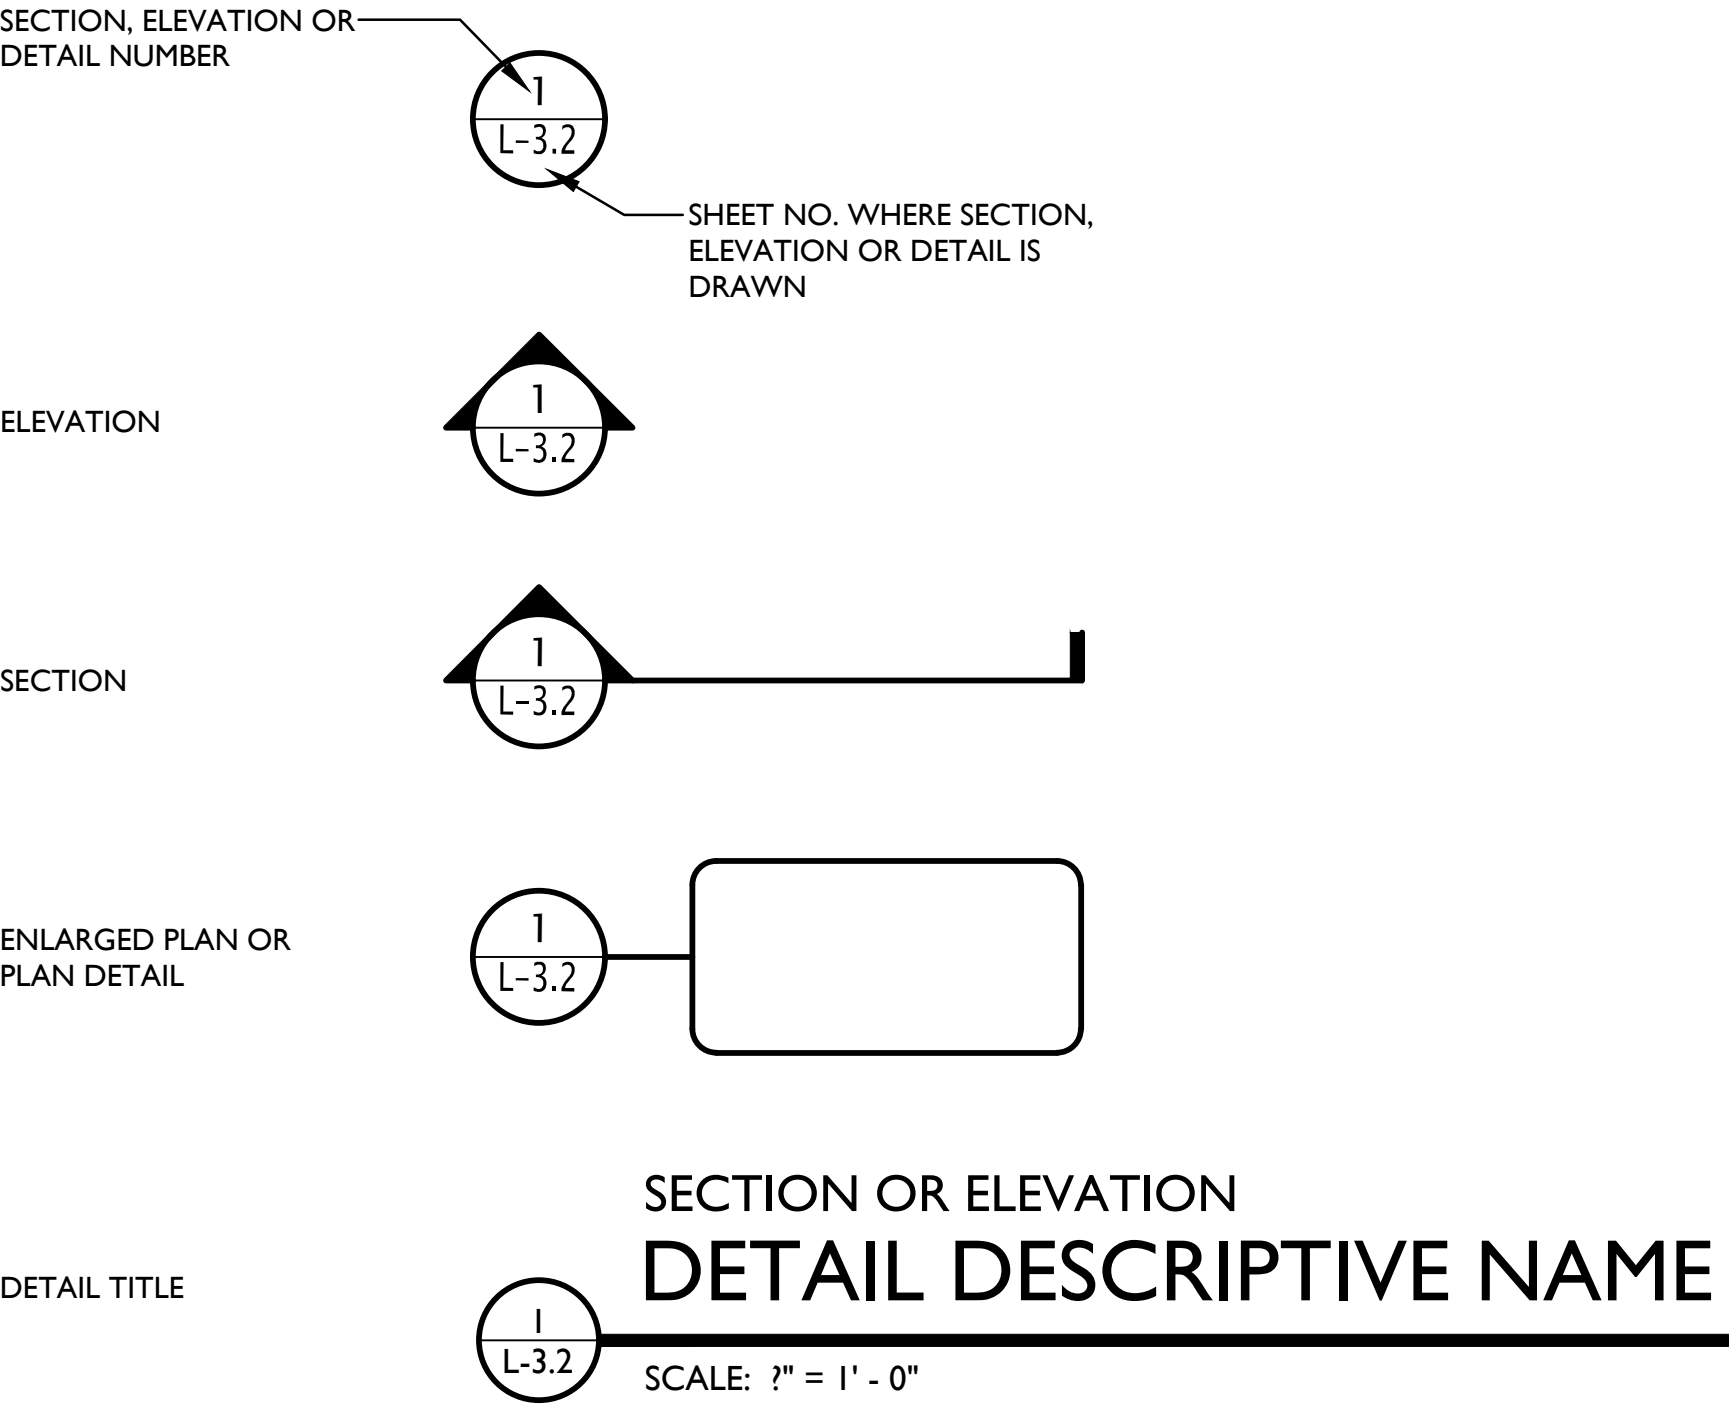 SECTION, ELEVATION OR
DETAIL NUMBER
1
L-3.2
SHEET NO. WHERE SECTION,
ELEVATION OR DETAIL IS
DRAWN
ELEVATION
1
L-3.2
SECTION
1
L-3.2
ENLARGED PLAN OR
PLAN DETAIL
1
L-3.2
SECTION OR ELEVATION
DETAIL DESCRIPTIVE NAME
DETAIL TITLE
1
L-3.2
SCALE: ?" = 1' - 0"